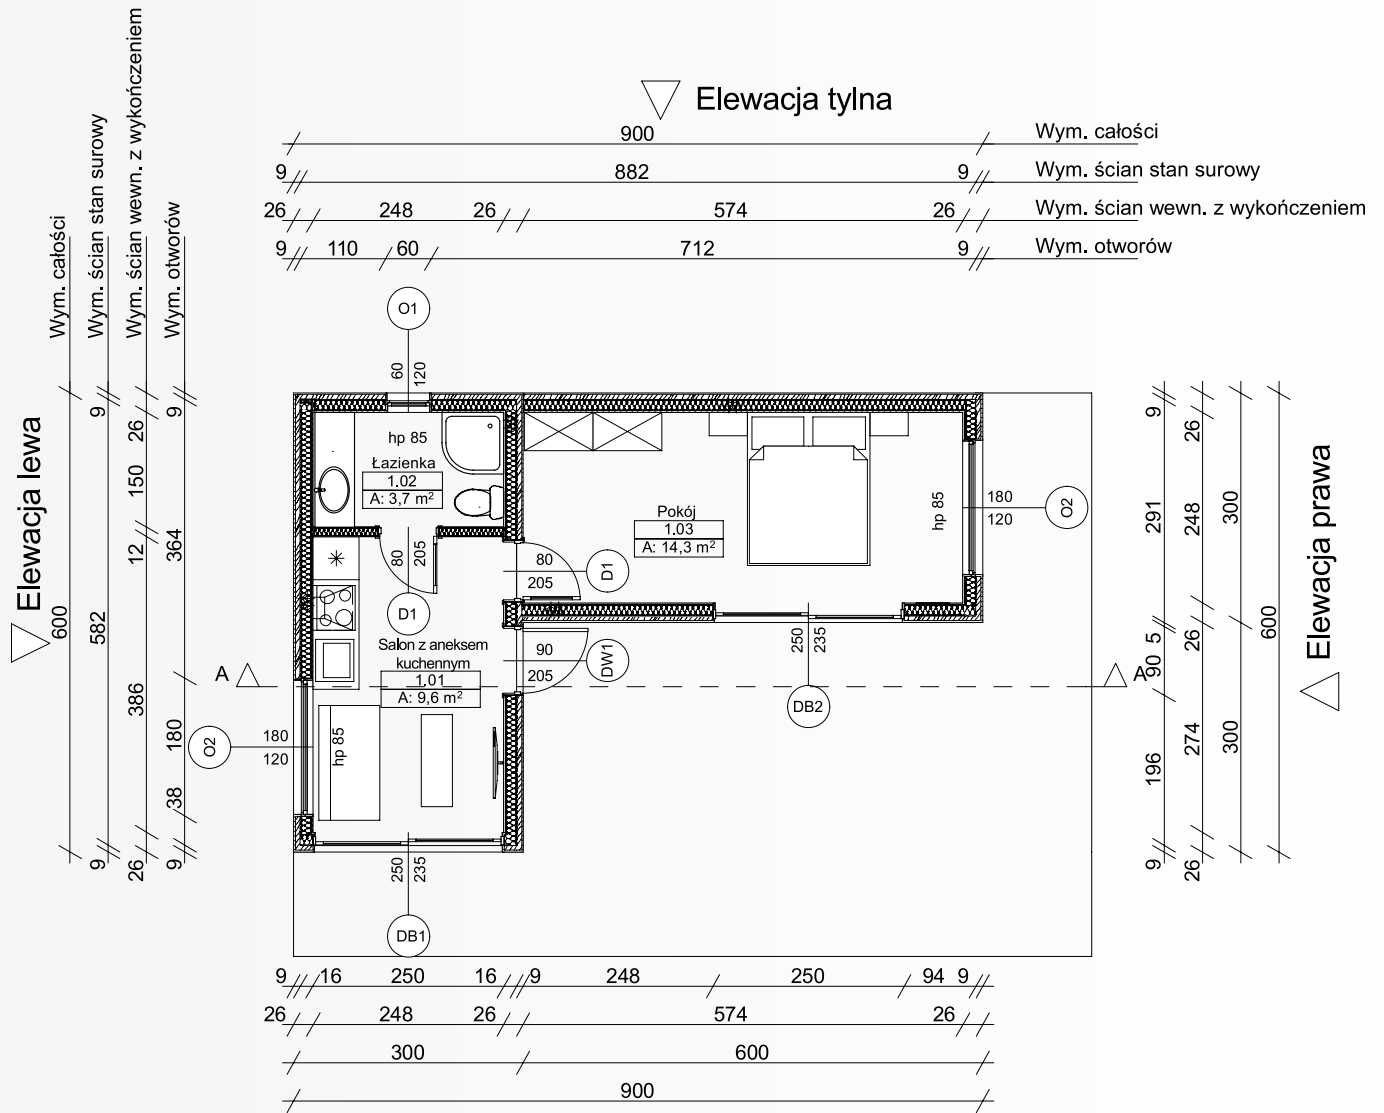 Elewacja tylna
900 Wym. całości
9 882 9 Wym. ścian stan surowy
26 248 26 574 26 Wym. ścian wewn. z wykończeniem
9 110 60 712 9 Wym. otworów
Wym. całości
Wym. ścian stan surowy
Wym. ścian wewn. z wykończeniem
Wym. otworów
Elewacja lewa
600
9 582 9
26 150 12 386 26
9 364 180 38 9
O1
60
120
hp 85
Łazienka
1.02
A: 3,7 m²
80
205
D1
Pokój
1.03
A: 14,3 m²
hp 85
180
120
O2
80
205
D1
90
205
DW1
Salon z aneksem
kuchennym
1.01
A: 9,6 m²
A
A
180
120
O2
hp 85
250
235
DB1
250
235
DB2
9 291 5 90 196 9
26 248 26 274 26
300 300
600
Elewacja prawa
9 16 250 16 9 248 250 94 9
26 248 26 574 26
300 600
900